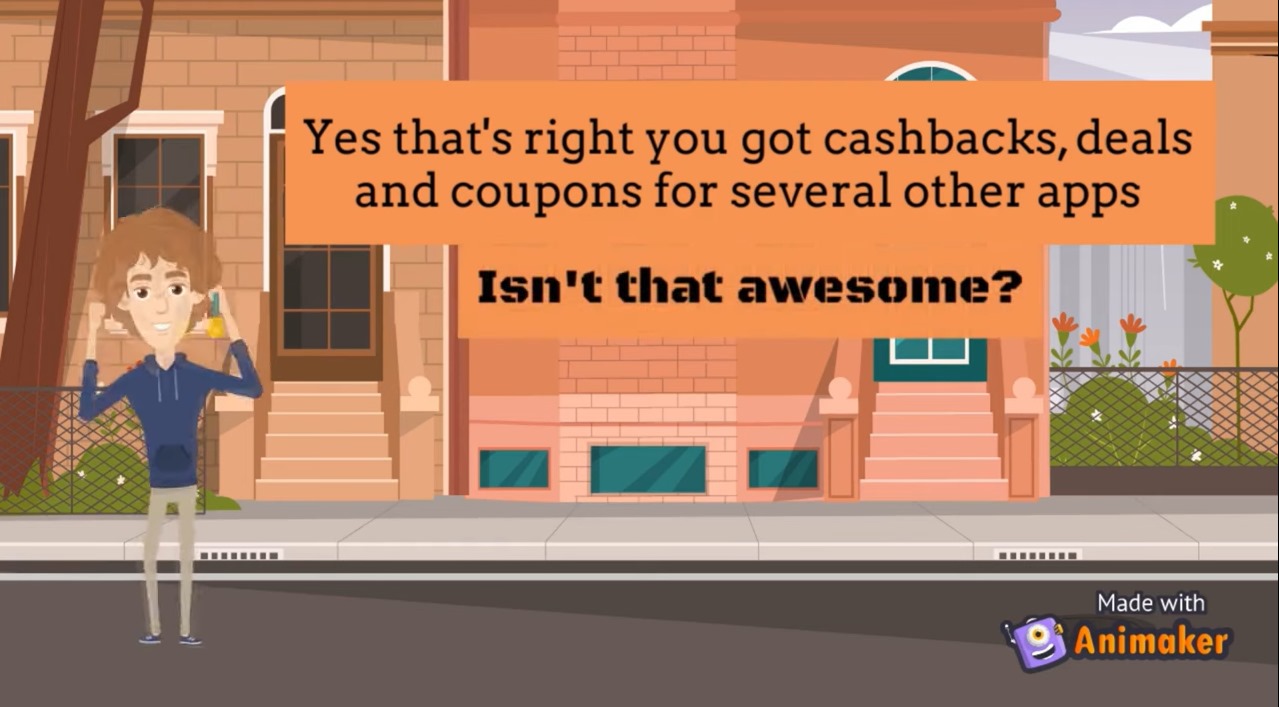 Yes that's right you got cashbacks, deals
and coupons for several other apps
Isn't that awesome?
Made with
Animaker